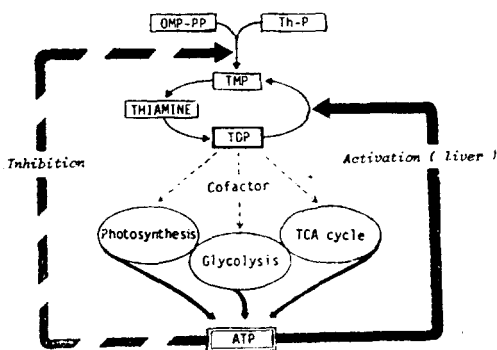 OMP-PP
Th-P
TMP
THIAMINE
TDP
Inhibition
Activation ( liver )
Cofactor
Photosynthesis
TCA cycle
Glycolysis
ATP